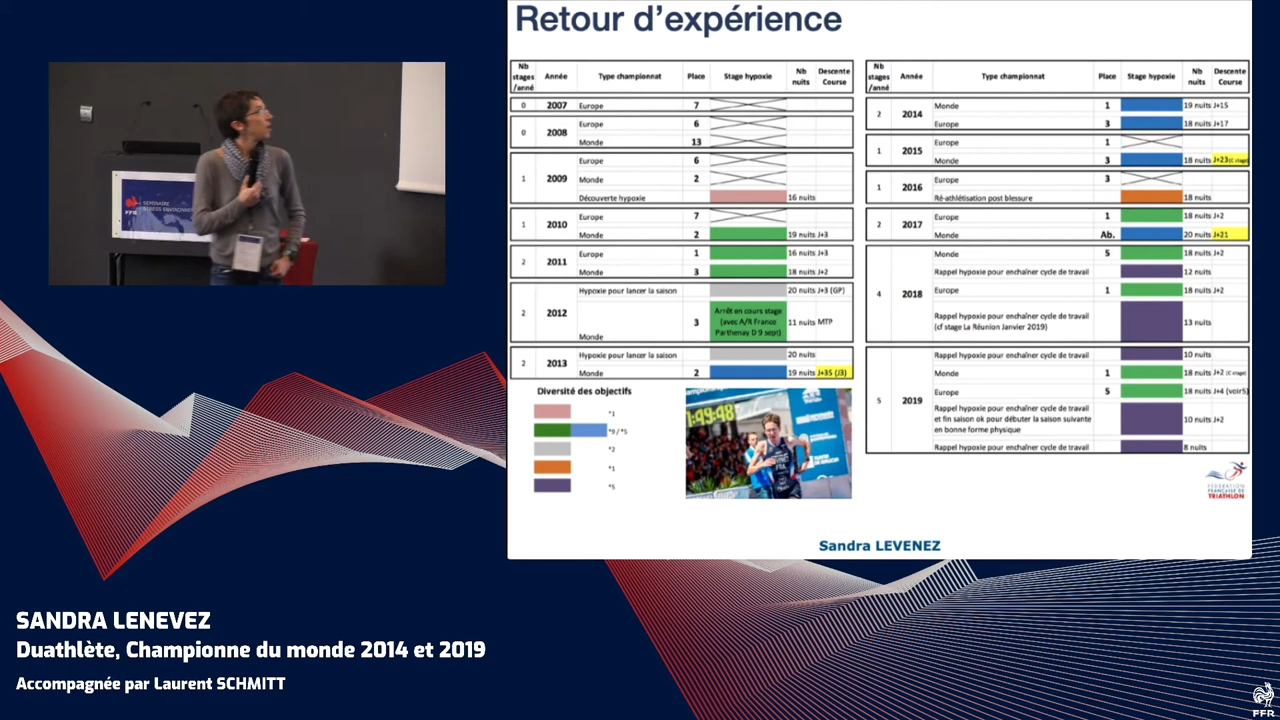 Retour d'expérience
Nb stages /anné Année Type championnat Place Stage hypoxie Nb nuits Descente Course
0 2007 Europe 7
0 2008 Europe 6
Monde 13
1 2009 Europe 6
Monde 2
Découverte hypoxie 16 nuits
1 2010 Europe 7
Monde 2 19 nuits J+3
2 2011 Europe 1 16 nuits J+3
Monde 3 18 nuits J+2
2 2012 Hypoxie pour lancer la saison 20 nuits J+3 (GP)
Monde 3 Arrêt en cours stage (avec A/R France Parthenay D 9 sept) 11 nuits MTP
2 2013 Hypoxie pour lancer la saison 20 nuits
Monde 2 19 nuits J+35 (J3)
Diversité des objectifs
*1
*9 / *5
*2
*1
*5
1:49:48
Nb stages /anné Année Type championnat Place Stage hypoxie Nb nuits Descente Course
2 2014 Monde 1 19 nuits J+15
Europe 3 18 nuits J+17
1 2015 Europe 1
Monde 3 18 nuits J+23(C stage)
1 2016 Europe 3
Ré-athlétisation post blessure 18 nuits
2 2017 Europe 1 18 nuits J+2
Monde Ab. 20 nuits J+21
4 2018 Monde 5 18 nuits J+2
Rappel hypoxie pour enchaîner cycle de travail 12 nuits
Europe 1 18 nuits J+2
Rappel hypoxie pour enchaîner cycle de travail
(cf stage La Réunion Janvier 2019) 13 nuits
5 2019 Rappel hypoxie pour enchaîner cycle de travail 10 nuits
Monde 1 18 nuits J+2 (C stage)
Europe 5 18 nuits J+4 (voir5)
Rappel hypoxie pour enchaîner cycle de travail
et fin saison ok pour débuter la saison suivante
en bonne forme physique 10 nuits J+2
Rappel hypoxie pour enchaîner cycle de travail 8 nuits
FÉDÉRATION
FRANÇAISE DE
TRIATHLON
Sandra LEVENEZ
SEMINAIRE
FFR
SANDRA LENEVEZ
Duathlète, Championne du monde 2014 et 2019
Accompagnée par Laurent SCHMITT
FFR